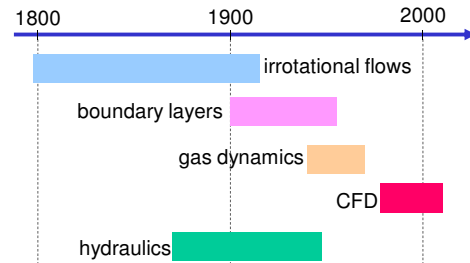 1800 1900 2000
irrotational flows
boundary layers
gas dynamics
CFD
hydraulics